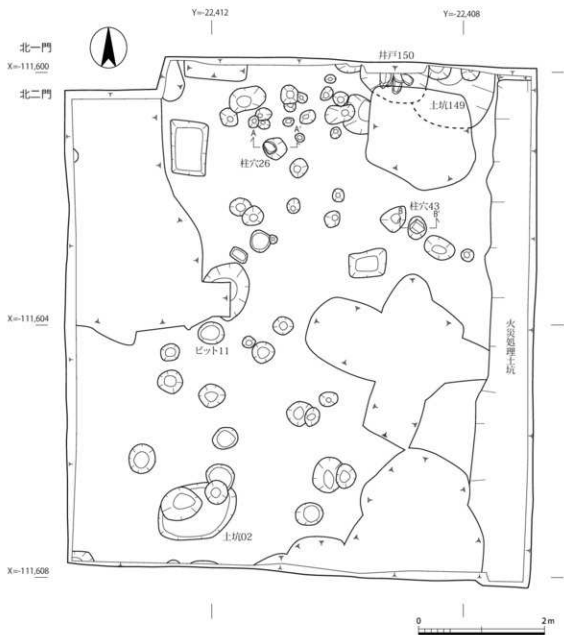 Y=-22,412
Y=-22,408
北一門
X=-111,600
北二門
井戸150
土坑149
A
A'
柱穴26
柱穴43
B
B'
X=-111,604
ピット11
火災処理土坑
土坑02
X=-111,608
0
2m